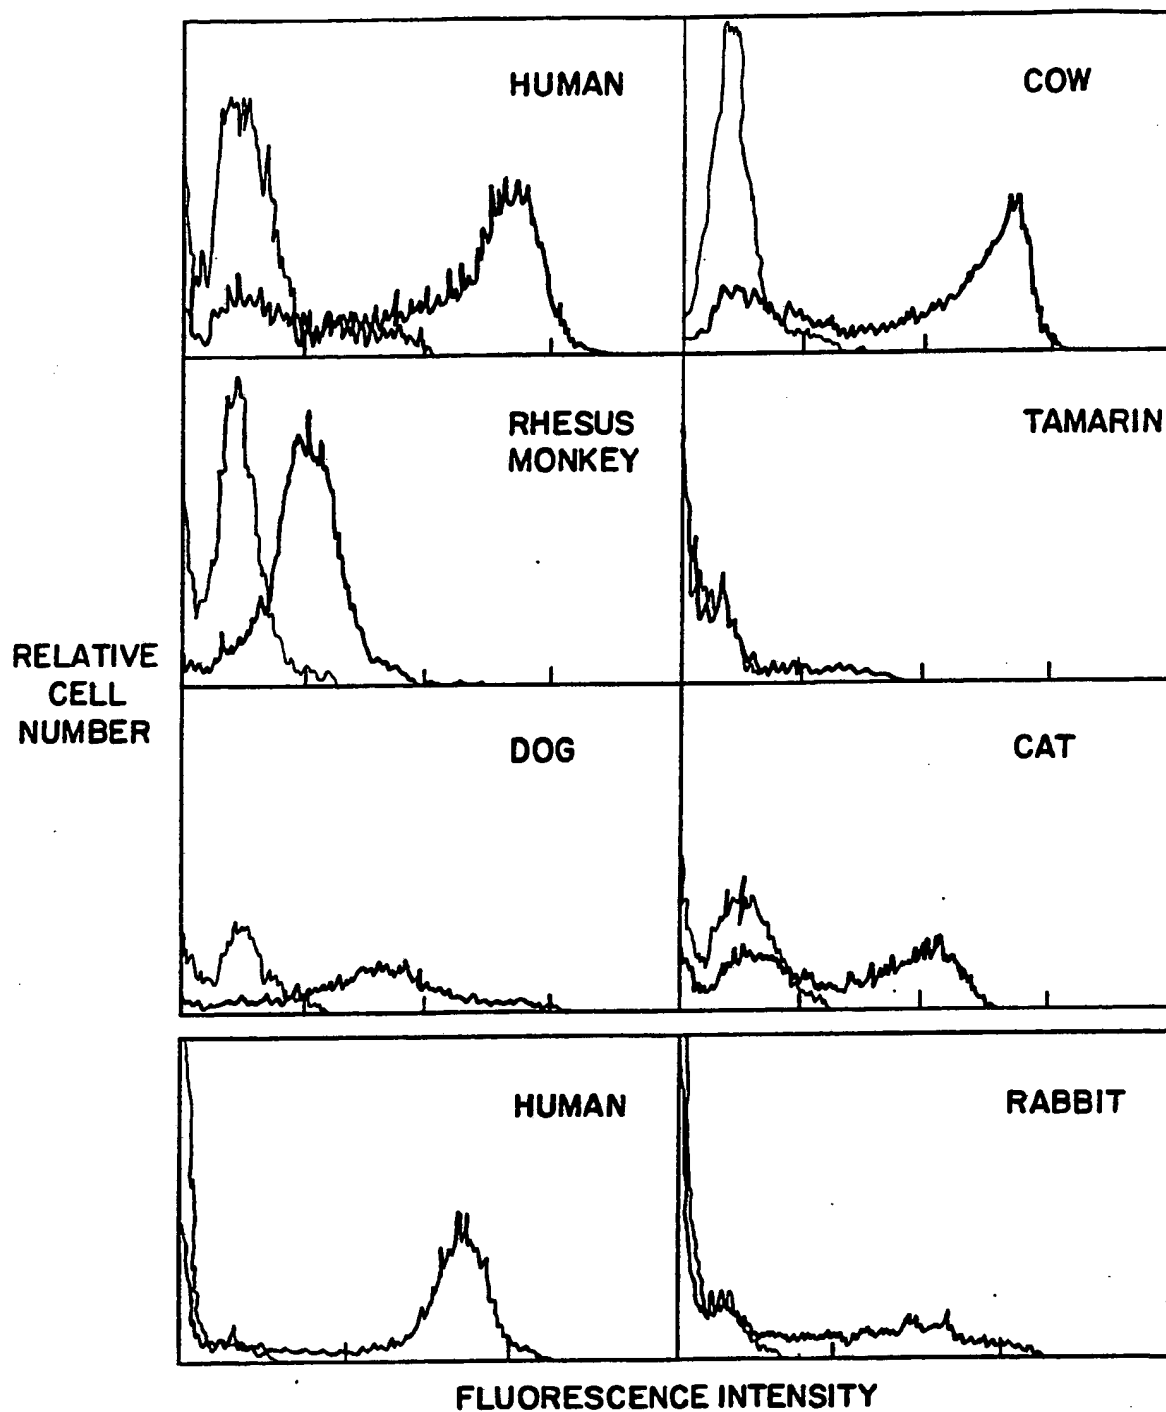 HUMAN
COW
RHESUS
MONKEY
TAMARIN
RELATIVE
CELL
NUMBER
DOG
CAT
HUMAN
RABBIT
FLUORESCENCE INTENSITY